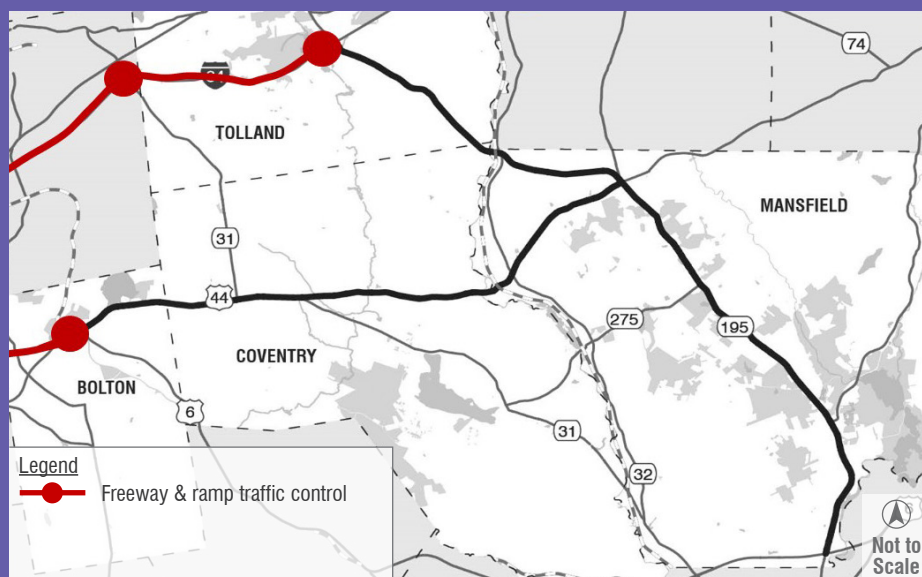 74
TOLLAND
MANSFIELD
31
44
275
195
COVENTRY
BOLTON
6
31
32
Legend
Freeway & ramp traffic control
Not to
Scale